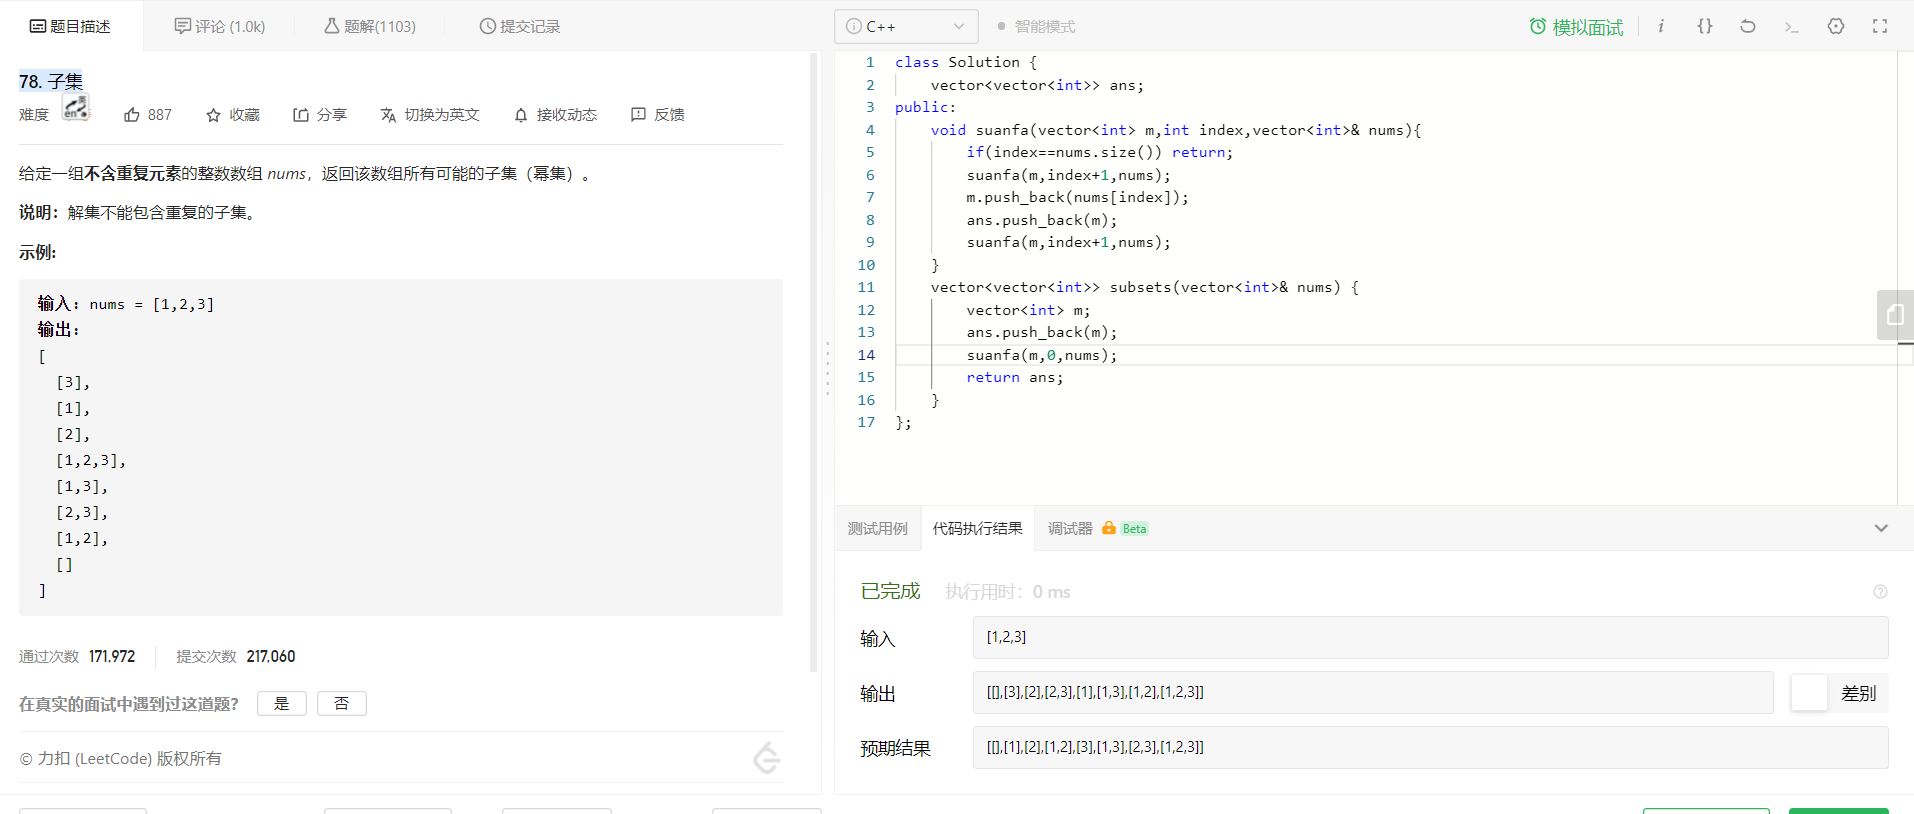 题目描述
评论 (1.0k)
题解(1103)
提交记录
78. 子集
难度
英
en
887
收藏
分享
切换为英文
接收动态
反馈
给定一组不含重复元素的整数数组 nums，返回该数组所有可能的子集（幂集）。
说明：解集不能包含重复的子集。
示例:
输入：nums = [1,2,3]
输出：
[
  [3],
  [1],
  [2],
  [1,2,3],
  [1,3],
  [2,3],
  [1,2],
  []
]
通过次数 171,972
提交次数 217,060
在真实的面试中遇到过这道题？
是
否
© 力扣 (LeetCode) 版权所有
C++
智能模式
模拟面试
1 class Solution {
2     vector<vector<int>> ans;
3 public:
4     void suanfa(vector<int> m,int index,vector<int>& nums){
5         if(index==nums.size()) return;
6         suanfa(m,index+1,nums);
7         m.push_back(nums[index]);
8         ans.push_back(m);
9         suanfa(m,index+1,nums);
10     }
11     vector<vector<int>> subsets(vector<int>& nums) {
12         vector<int> m;
13         ans.push_back(m);
14         suanfa(m,0,nums);
15         return ans;
16     }
17 };
测试用例
代码执行结果
调试器
Beta
已完成
执行用时：0 ms
输入
[1,2,3]
输出
[[],[3],[2],[2,3],[1],[1,3],[1,2],[1,2,3]]
差别
预期结果
[[],[1],[2],[1,2],[3],[1,3],[2,3],[1,2,3]]